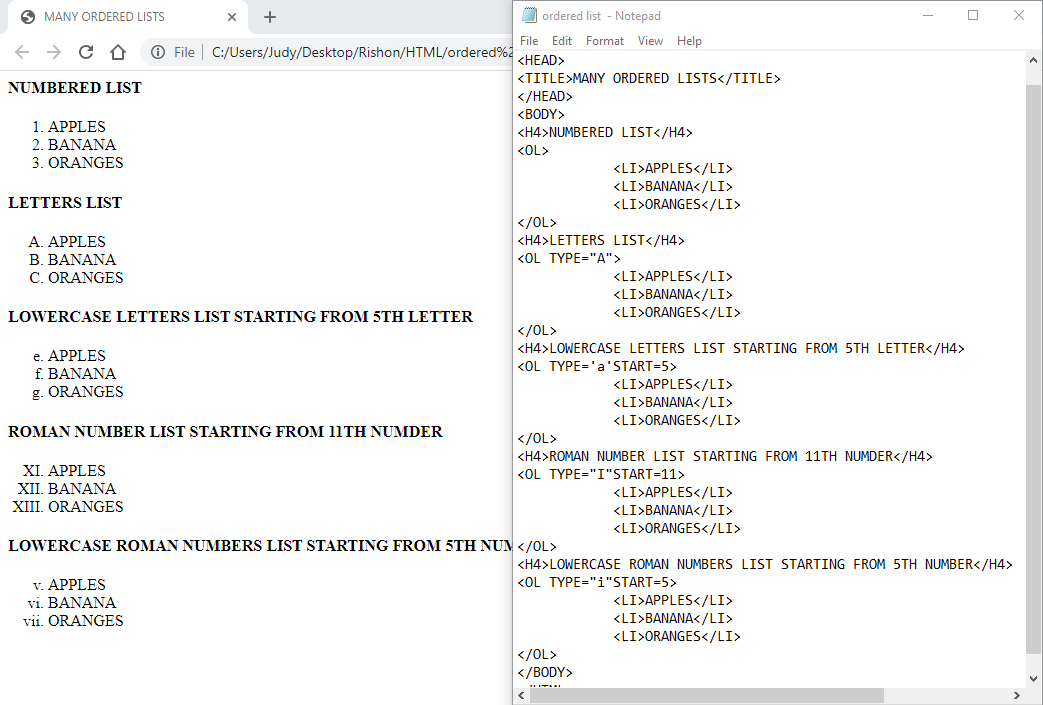 MANY ORDERED LISTS
File
C:/Users/Judy/Desktop/Rishon/HTML/ordered%2
NUMBERED LIST
1. APPLES
2. BANANA
3. ORANGES
LETTERS LIST
A. APPLES
B. BANANA
C. ORANGES
LOWERCASE LETTERS LIST STARTING FROM 5TH LETTER
e. APPLES
f. BANANA
g. ORANGES
ROMAN NUMBER LIST STARTING FROM 11TH NUMDER
XI. APPLES
XII. BANANA
XIII. ORANGES
LOWERCASE ROMAN NUMBERS LIST STARTING FROM 5TH NUM
v. APPLES
vi. BANANA
vii. ORANGES
ordered list - Notepad
File Edit Format View Help
<HEAD>
<TITLE>MANY ORDERED LISTS</TITLE>
</HEAD>
<BODY>
<H4>NUMBERED LIST</H4>
<OL>
<LI>APPLES</LI>
<LI>BANANA</LI>
<LI>ORANGES</LI>
</OL>
<H4>LETTERS LIST</H4>
<OL TYPE="A">
<LI>APPLES</LI>
<LI>BANANA</LI>
<LI>ORANGES</LI>
</OL>
<H4>LOWERCASE LETTERS LIST STARTING FROM 5TH LETTER</H4>
<OL TYPE='a'START=5>
<LI>APPLES</LI>
<LI>BANANA</LI>
<LI>ORANGES</LI>
</OL>
<H4>ROMAN NUMBER LIST STARTING FROM 11TH NUMDER</H4>
<OL TYPE="I"START=11>
<LI>APPLES</LI>
<LI>BANANA</LI>
<LI>ORANGES</LI>
</OL>
<H4>LOWERCASE ROMAN NUMBERS LIST STARTING FROM 5TH NUMBER</H4>
<OL TYPE="i"START=5>
<LI>APPLES</LI>
<LI>BANANA</LI>
<LI>ORANGES</LI>
</OL>
</BODY>